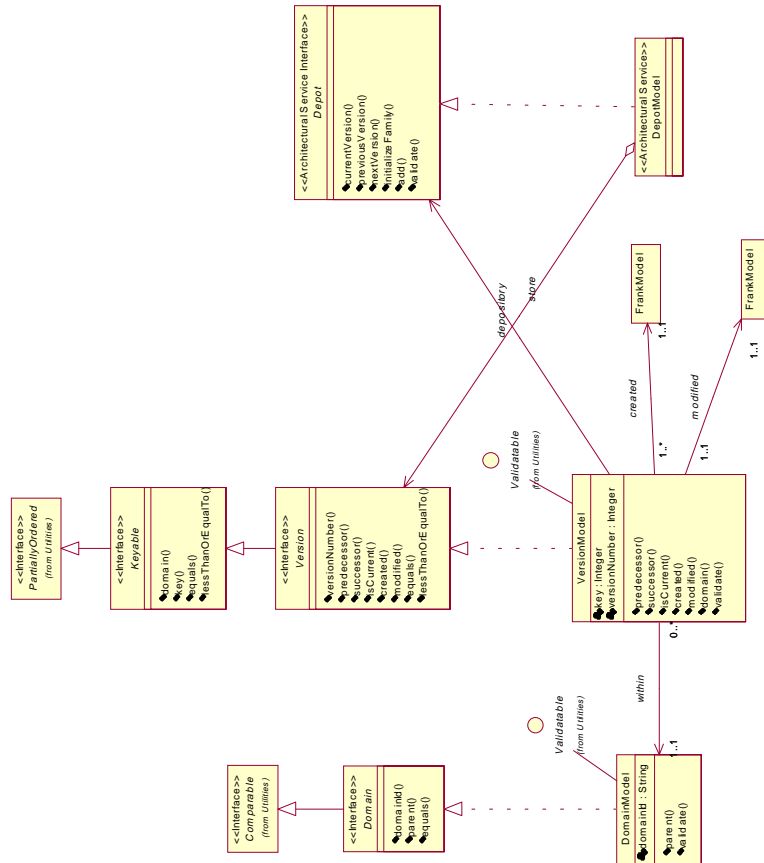 <<Interface>>
Comparable
(from Utilities)
<<Interface>>
PartiallyOrdered
(from Utilities)
<<Interface>>
Domain
domainId()
parent()
equals()
<<Interface>>
Keyable
domain()
key()
equals()
lessThanOrEqualTo()
<<Interface>>
Version
versionNumber()
predecessor()
successor()
isCurrent()
created()
modified()
equals()
lessThanOrEqualTo()
<<Architectural Service Interface>>
Depot
currentVersion()
previousVersion()
nextVersion()
initializeFamily()
add()
validate()
Validatable
(from Utilities)
Validatable
(from Utilities)
depository
store
DomainModel
domainId : String
parent()
validate()
within
1..1
0..*
VersionModel
key : Integer
versionNumber : Integer
predecessor()
successor()
isCurrent()
created()
modified()
domain()
validate()
created
1..*
1..1
modified
1..1
1..1
FrankModel
FrankModel
<<Architectural Service>>
DepotModel